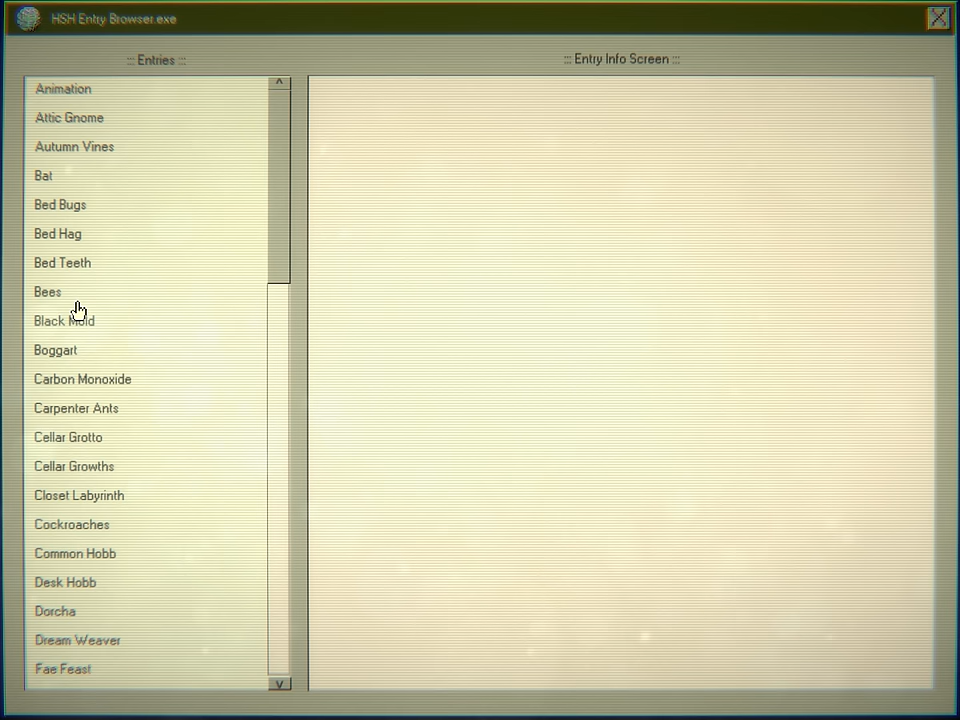 HSH Entry Browser.exe
::: Entries :::
::: Entry Info Screen :::
Animation
Attic Gnome
Autumn Vines
Bat
Bed Bugs
Bed Hag
Bed Teeth
Bees
Black Mold
Boggart
Carbon Monoxide
Carpenter Ants
Cellar Grotto
Cellar Growths
Closet Labyrinth
Cockroaches
Common Hobb
Desk Hobb
Dorcha
Dream Weaver
Fae Feast